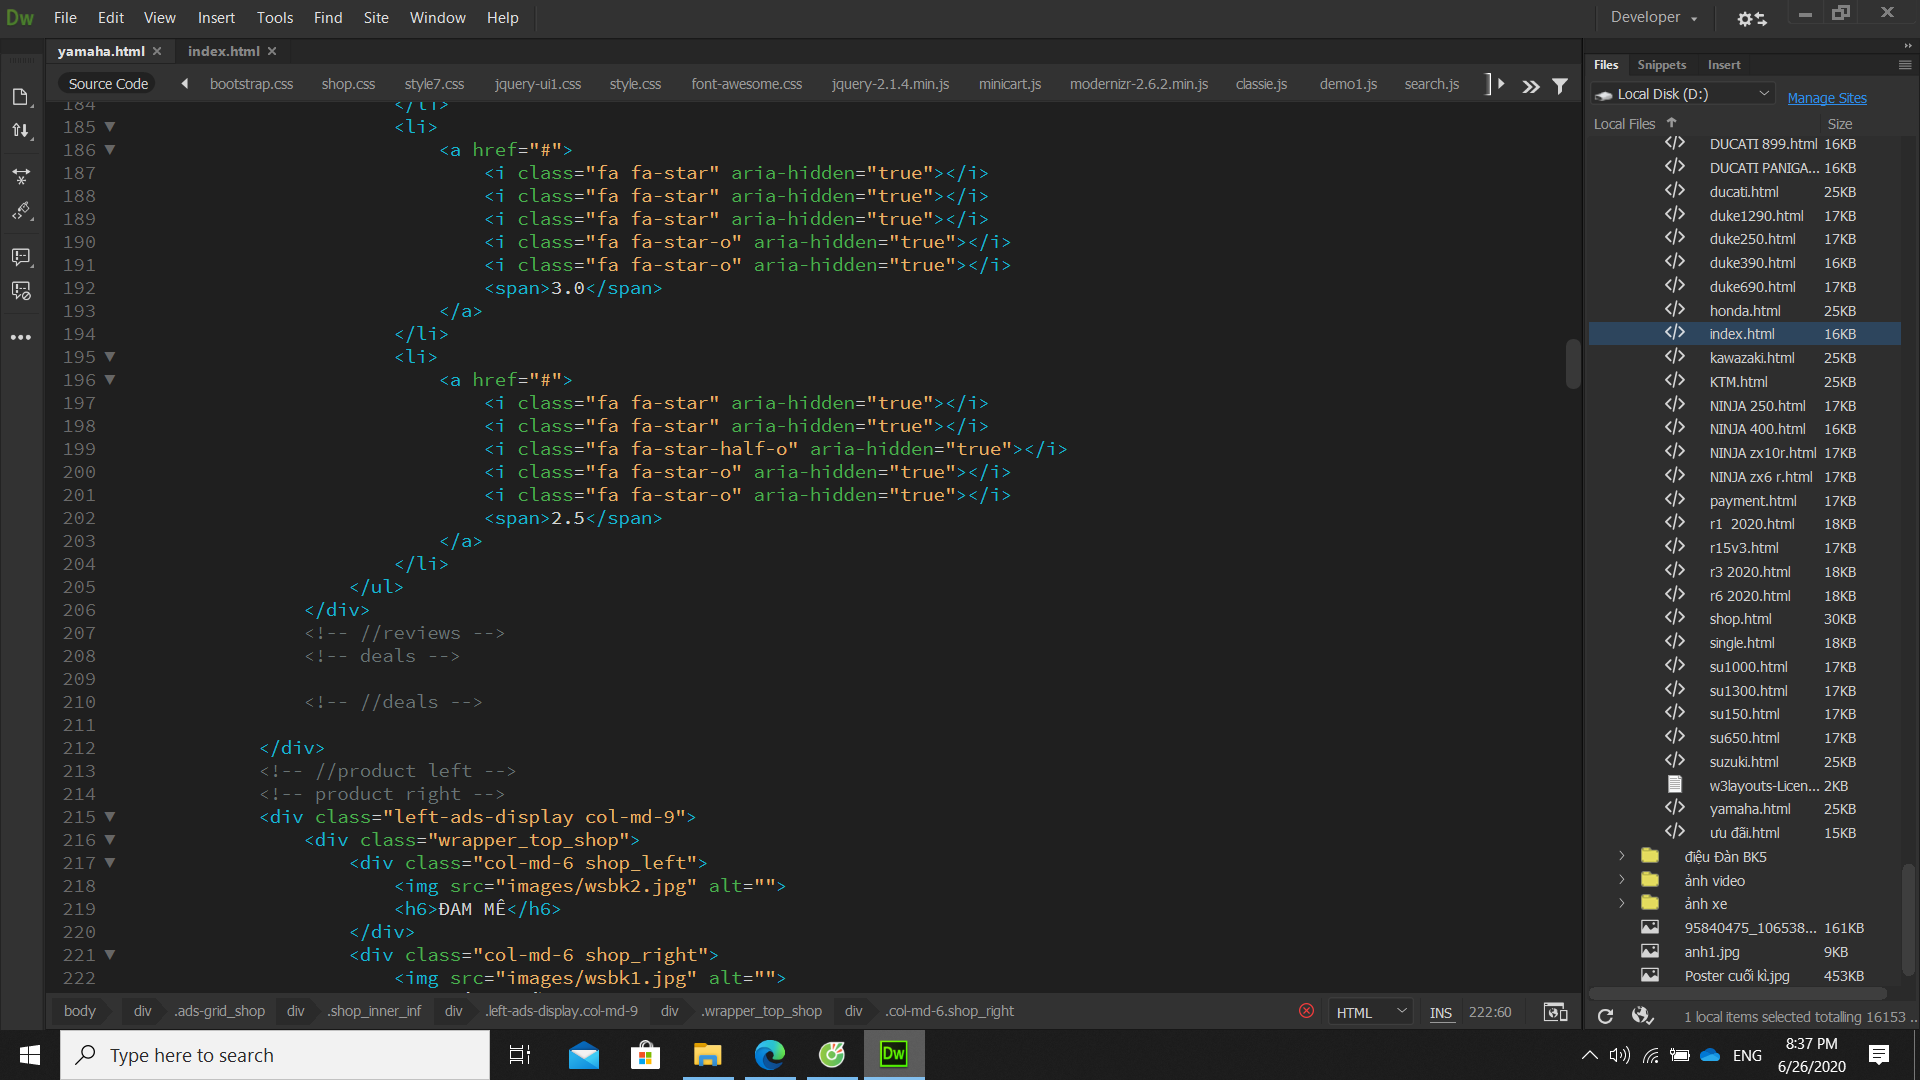 Dw File Edit View Insert Tools Find Site Window Help Developer
yamaha.html index.html
Source Code bootstrap.css shop.css style7.css jquery-ui1.css style.css font-awesome.css jquery-2.1.4.min.js minicart.js modernizr-2.6.2.min.js classie.js demo1.js search.js
184 </li>
185 <li>
186 <a href="#">
187 <i class="fa fa-star" aria-hidden="true"></i>
188 <i class="fa fa-star" aria-hidden="true"></i>
189 <i class="fa fa-star" aria-hidden="true"></i>
190 <i class="fa fa-star-o" aria-hidden="true"></i>
191 <i class="fa fa-star-o" aria-hidden="true"></i>
192 <span>3.0</span>
193 </a>
194 </li>
195 <li>
196 <a href="#">
197 <i class="fa fa-star" aria-hidden="true"></i>
198 <i class="fa fa-star" aria-hidden="true"></i>
199 <i class="fa fa-star-half-o" aria-hidden="true"></i>
200 <i class="fa fa-star-o" aria-hidden="true"></i>
201 <i class="fa fa-star-o" aria-hidden="true"></i>
202 <span>2.5</span>
203 </a>
204 </li>
205 </ul>
206 </div>
207 <!-- //reviews -->
208 <!-- deals -->
209
210 <!-- //deals -->
211
212 </div>
213 <!-- //product left -->
214 <!-- product right -->
215 <div class="left-ads-display col-md-9">
216 <div class="wrapper_top_shop">
217 <div class="col-md-6 shop_left">
218 <img src="images/wsbk2.jpg" alt="">
219 <h6>ĐAM MÊ</h6>
220 </div>
221 <div class="col-md-6 shop_right">
222 <img src="images/wsbk1.jpg" alt="">
body div .ads-grid_shop div .shop_inner_inf div .left-ads-display.col-md-9 div .wrapper_top_shop div .col-md-6.shop_right HTML INS 222:60
Files Snippets Insert
Local Disk (D:) Manage Sites
Local Files Size
DUCATI 899.html 16KB
DUCATI PANIGA... 16KB
ducati.html 25KB
duke1290.html 17KB
duke250.html 17KB
duke390.html 16KB
duke690.html 17KB
honda.html 25KB
index.html 16KB
kawazaki.html 25KB
KTM.html 25KB
NINJA 250.html 17KB
NINJA 400.html 16KB
NINJA zx10r.html 17KB
NINJA zx6 r.html 17KB
payment.html 17KB
r1 2020.html 18KB
r15v3.html 17KB
r3 2020.html 18KB
r6 2020.html 18KB
shop.html 30KB
single.html 18KB
su1000.html 17KB
su1300.html 17KB
su150.html 17KB
su650.html 17KB
suzuki.html 25KB
w3layouts-Licen... 2KB
yamaha.html 25KB
ưu đãi.html 15KB
điệu Đàn BK5
ảnh video
ảnh xe
95840475_106538... 161KB
anh1.jpg 9KB
Poster cuối kì.jpg 453KB
1 local items selected totalling 16153 ..
Type here to search
Dw
ENG
8:37 PM
6/26/2020